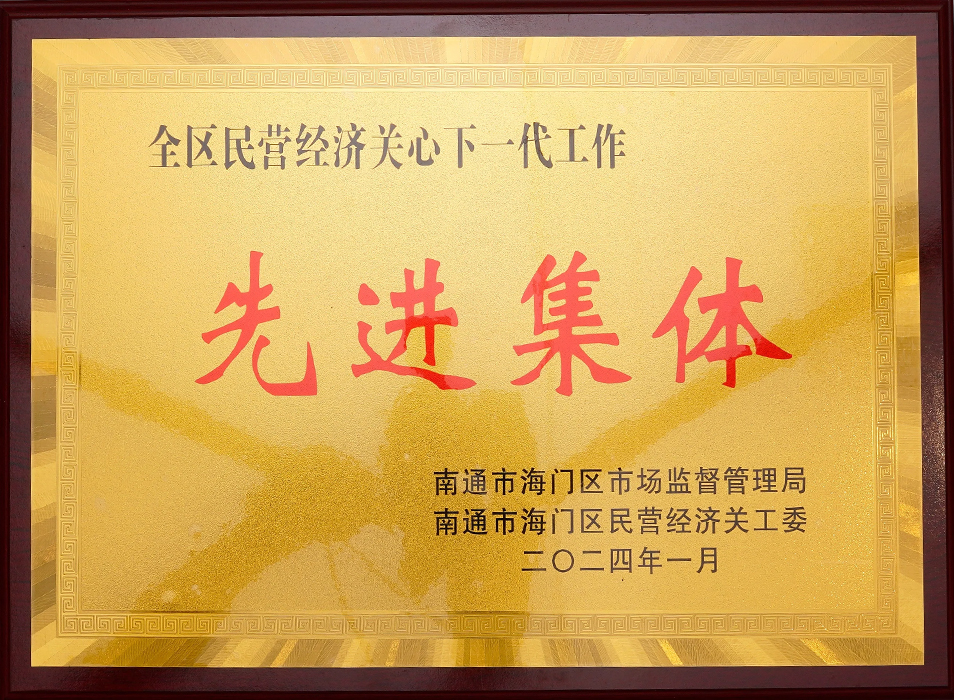 全区民营经济关心下一代工作
先进集体
南通市海门区市场监督管理局
南通市海门区民营经济关工委
二〇二四年一月